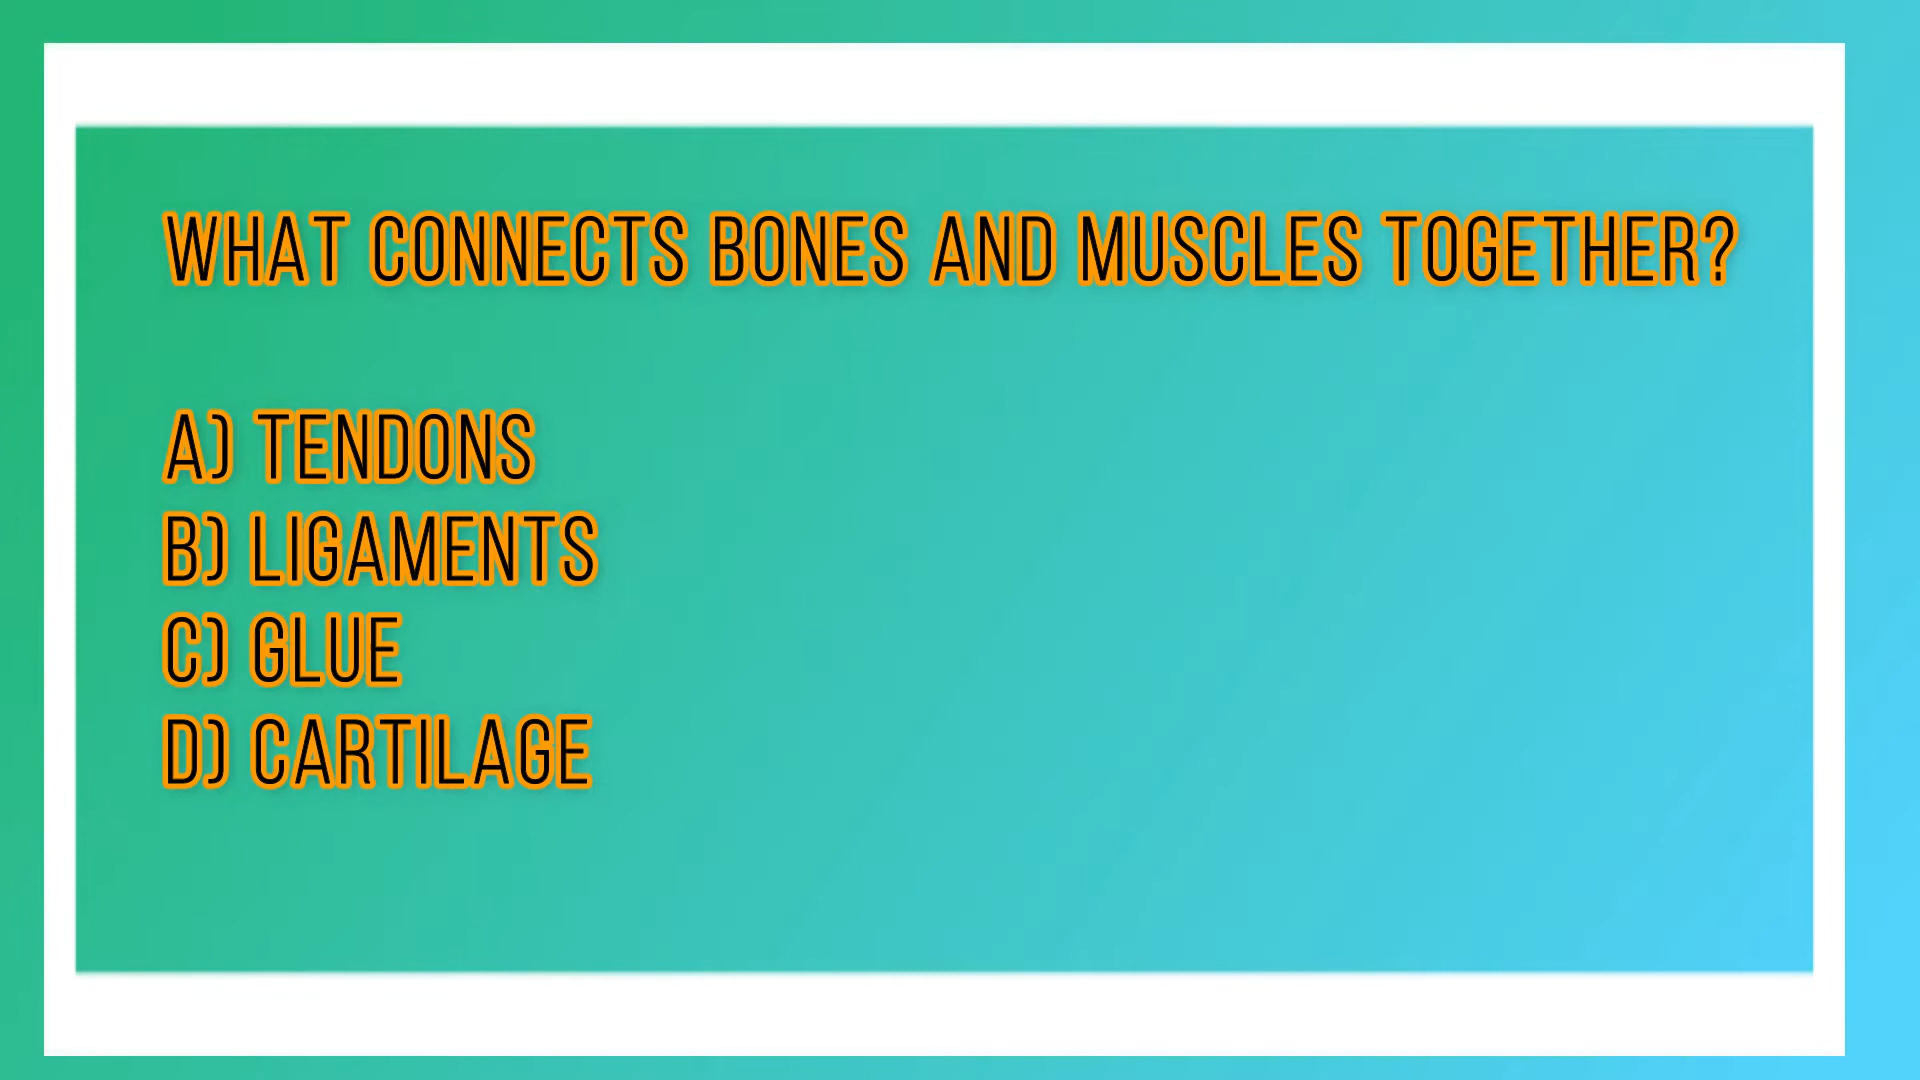 WHAT CONNECTS BONES AND MUSCLES TOGETHER?
A) TENDONS
B) LIGAMENTS
C) GLUE
D) CARTILAGE